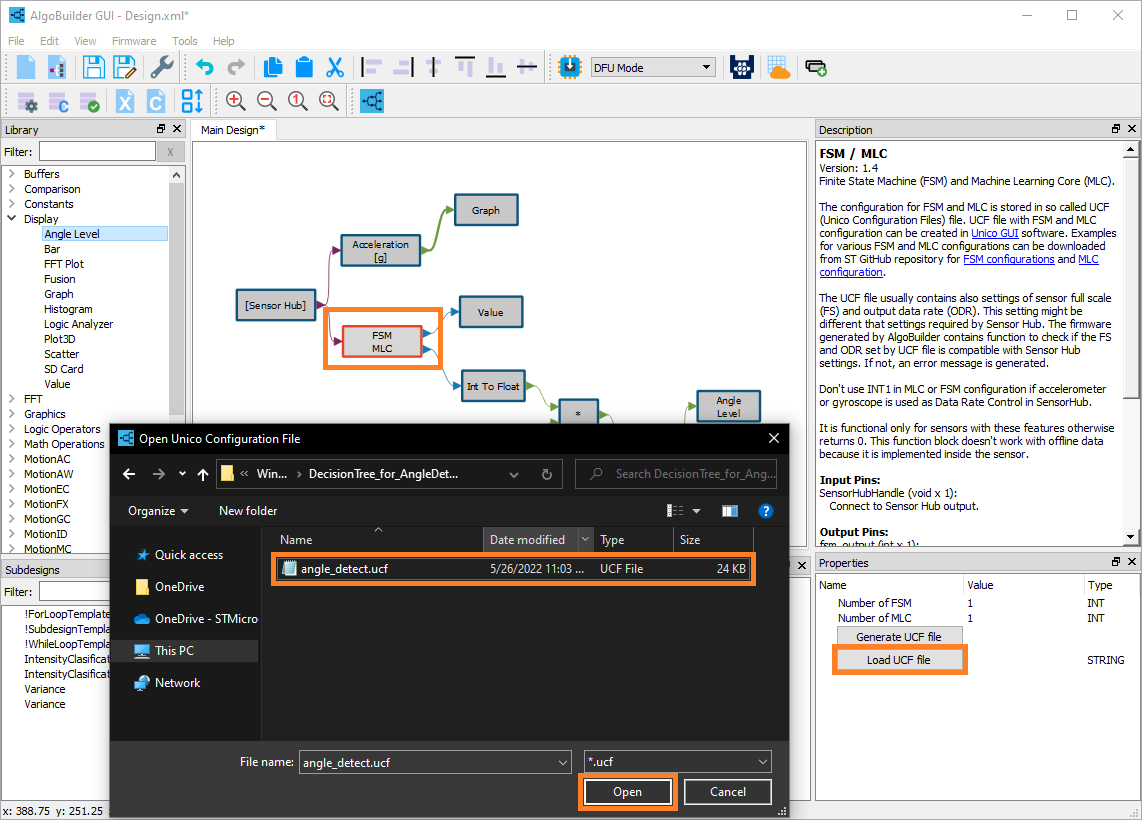 AlgoBuilder GUI - Design.xml*
File Edit View Firmware Tools Help
DFU Mode
Library
Filter:
X
Buffers
Comparison
Constants
Display
Angle Level
Bar
FFT Plot
Fusion
Graph
Histogram
Logic Analyzer
Plot3D
Scatter
SD Card
Value
FFT
Graphics
Logic Operators
Math Operations
MotionAC
MotionAW
MotionEC
MotionFX
MotionGC
MotionID
MotionMC
Subdesigns
Filter:
!ForLoopTemplate
!SubdesignTempla
!WhileLoopTempla
IntensityClasificat
IntensityClasificat
Variance
Variance
x: 388.75 y: 251.25
Main Design*
Graph
Acceleration
[g]
[Sensor Hub]
Value
FSM
MLC
Int To Float
*
Angle
Level
Open Unico Configuration File
« Win... › DecisionTree_for_AngleDet...
Search DecisionTree_for_Ang...
Organize
New folder
?
Quick access
OneDrive
OneDrive - STMicro
This PC
Network
Name Date modified Type Size
angle_detect.ucf 5/26/2022 11:03 ... UCF File 24 KB
File name: angle_detect.ucf
*.ucf
Open
Cancel
Description
FSM / MLC
Version: 1.4
Finite State Machine (FSM) and Machine Learning Core (MLC).
The configuration for FSM and MLC is stored in so called UCF
(Unico Configuration Files) file. UCF file with FSM and MLC
configuration can be created in Unico GUI software. Examples
for various FSM and MLC configurations can be downloaded
from ST GitHub repository for FSM configurations and MLC
configuration.
The UCF file usually contains also settings of sensor full scale
(FS) and output data rate (ODR). This setting might be
different that settings required by Sensor Hub. The firmware
generated by AlgoBuilder contains function to check if the FS
and ODR set by UCF file is compatible with Sensor Hub
settings. If not, an error message is generated.
Don't use INT1 in MLC or FSM configuration if accelerometer
or gyroscope is used as Data Rate Control in SensorHub.
It is functional only for sensors with these features otherwise
returns 0. This function block doesn't work with offline data
because it is implemented inside the sensor.
Input Pins:
SensorHubHandle (void x 1):
Connect to Sensor Hub output.
Output Pins:
fsm_output (int x 1):
Properties
Name Value Type
Number of FSM 1 INT
Number of MLC 1 INT
Generate UCF file
Load UCF file STRING